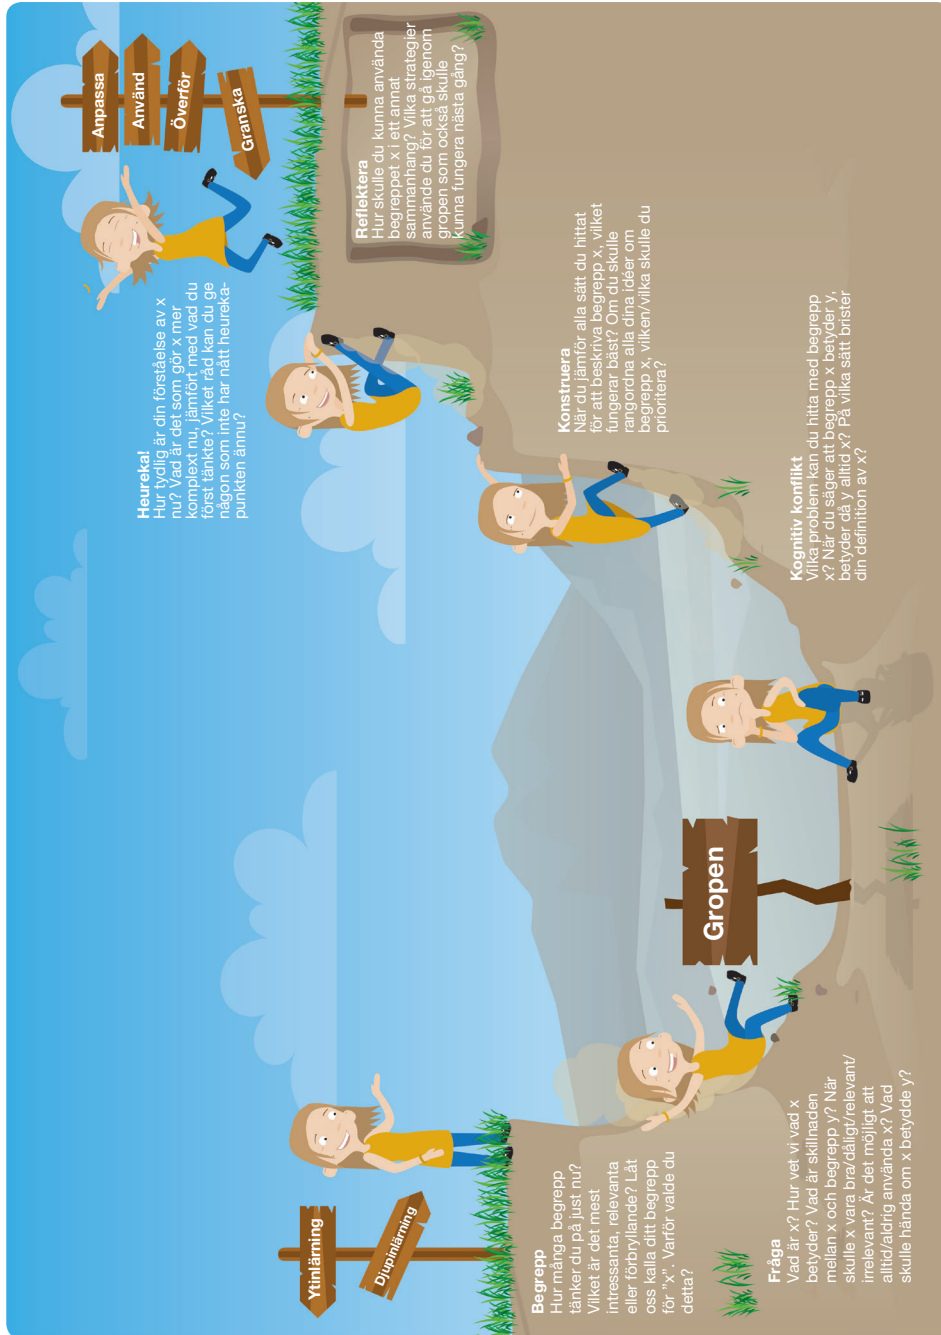 Ytinlärning
Djupinlärning
Begrepp
Hur många begrepp
tänker du på just nu?
Vilket är det mest
intressanta, relevanta
eller förbryllande? Låt
oss kalla ditt begrepp
för ”x”. Varför valde du
detta?
Fråga
Vad är x? Hur vet vi vad x
betyder? Vad är skillnaden
mellan x och begrepp y? När
skulle x vara bra/dåligt/relevant/
irrelevant? Är det möjligt att
alltid/aldrig använda x? Vad
skulle hända om x betydde y?
Gropen
Kognitiv konflikt
Vilka problem kan du hitta med begrepp
x? När du säger att begrepp x betyder y,
betyder då y alltid x? På vilka sätt brister
din definition av x?
Konstruera
När du jämför alla sätt du hittat
för att beskriva begrepp x, vilket
fungerar bäst? Om du skulle
rangordna alla dina idéer om
begrepp x, vilken/vilka skulle du
prioritera?
Heureka!
Hur tydlig är din förståelse av x
nu? Vad är det som gör x mer
komplext nu, jämfört med vad du
först tänkte? Vilket råd kan du ge
någon som inte har nått heureka-
punkten ännu?
Reflektera
Hur skulle du kunna använda
begreppet x i ett annat
sammanhang? Vilka strategier
använde du för att gå igenom
gropen som också skulle
kunna fungera nästa gång?
Anpassa
Använd
Överför
Granska